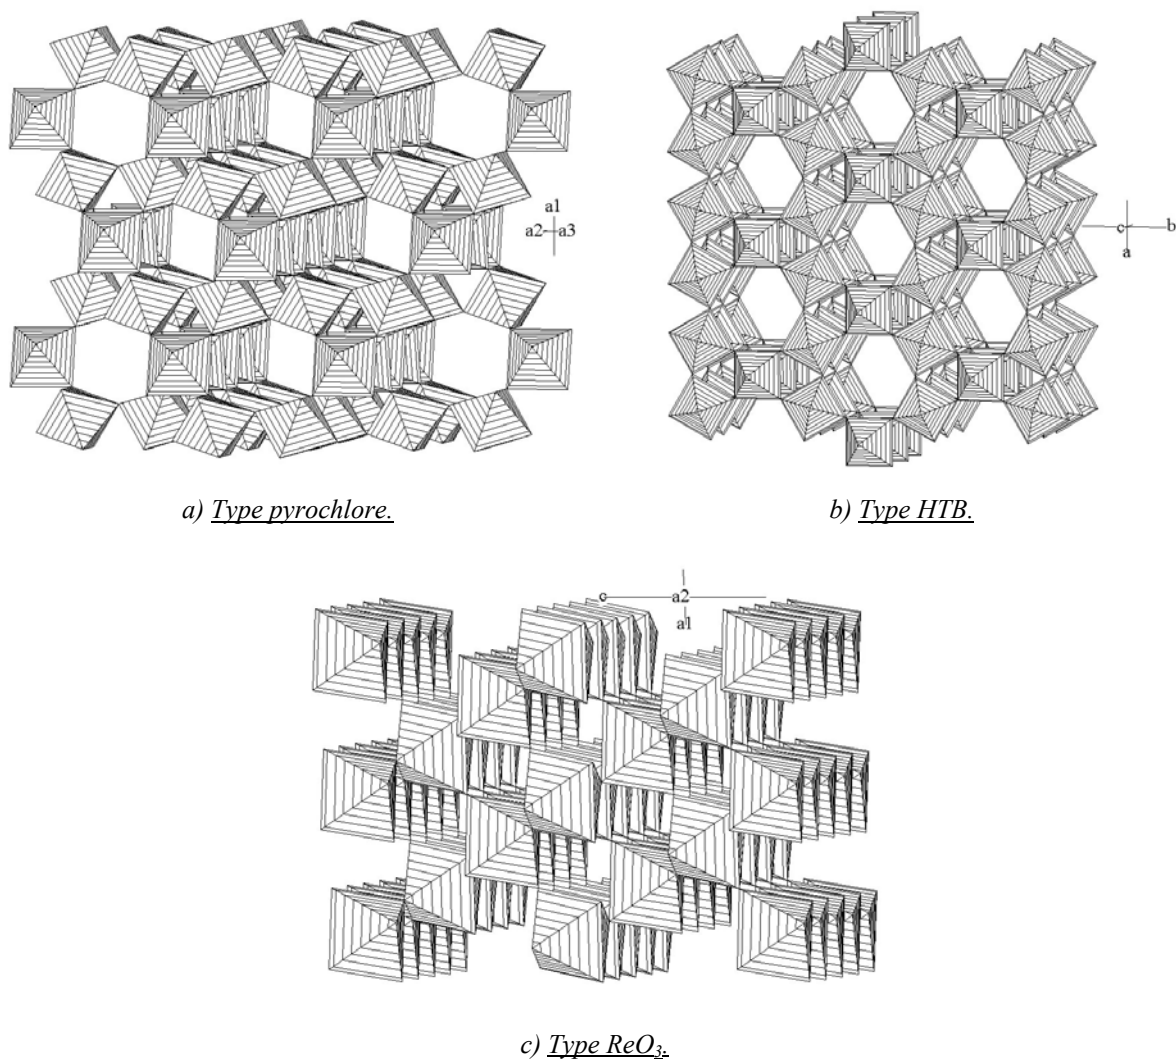 a1
a2 a3
c b
a
a) Type pyrochlore.
b) Type HTB.
c a2
a1
c) Type ReO₃.